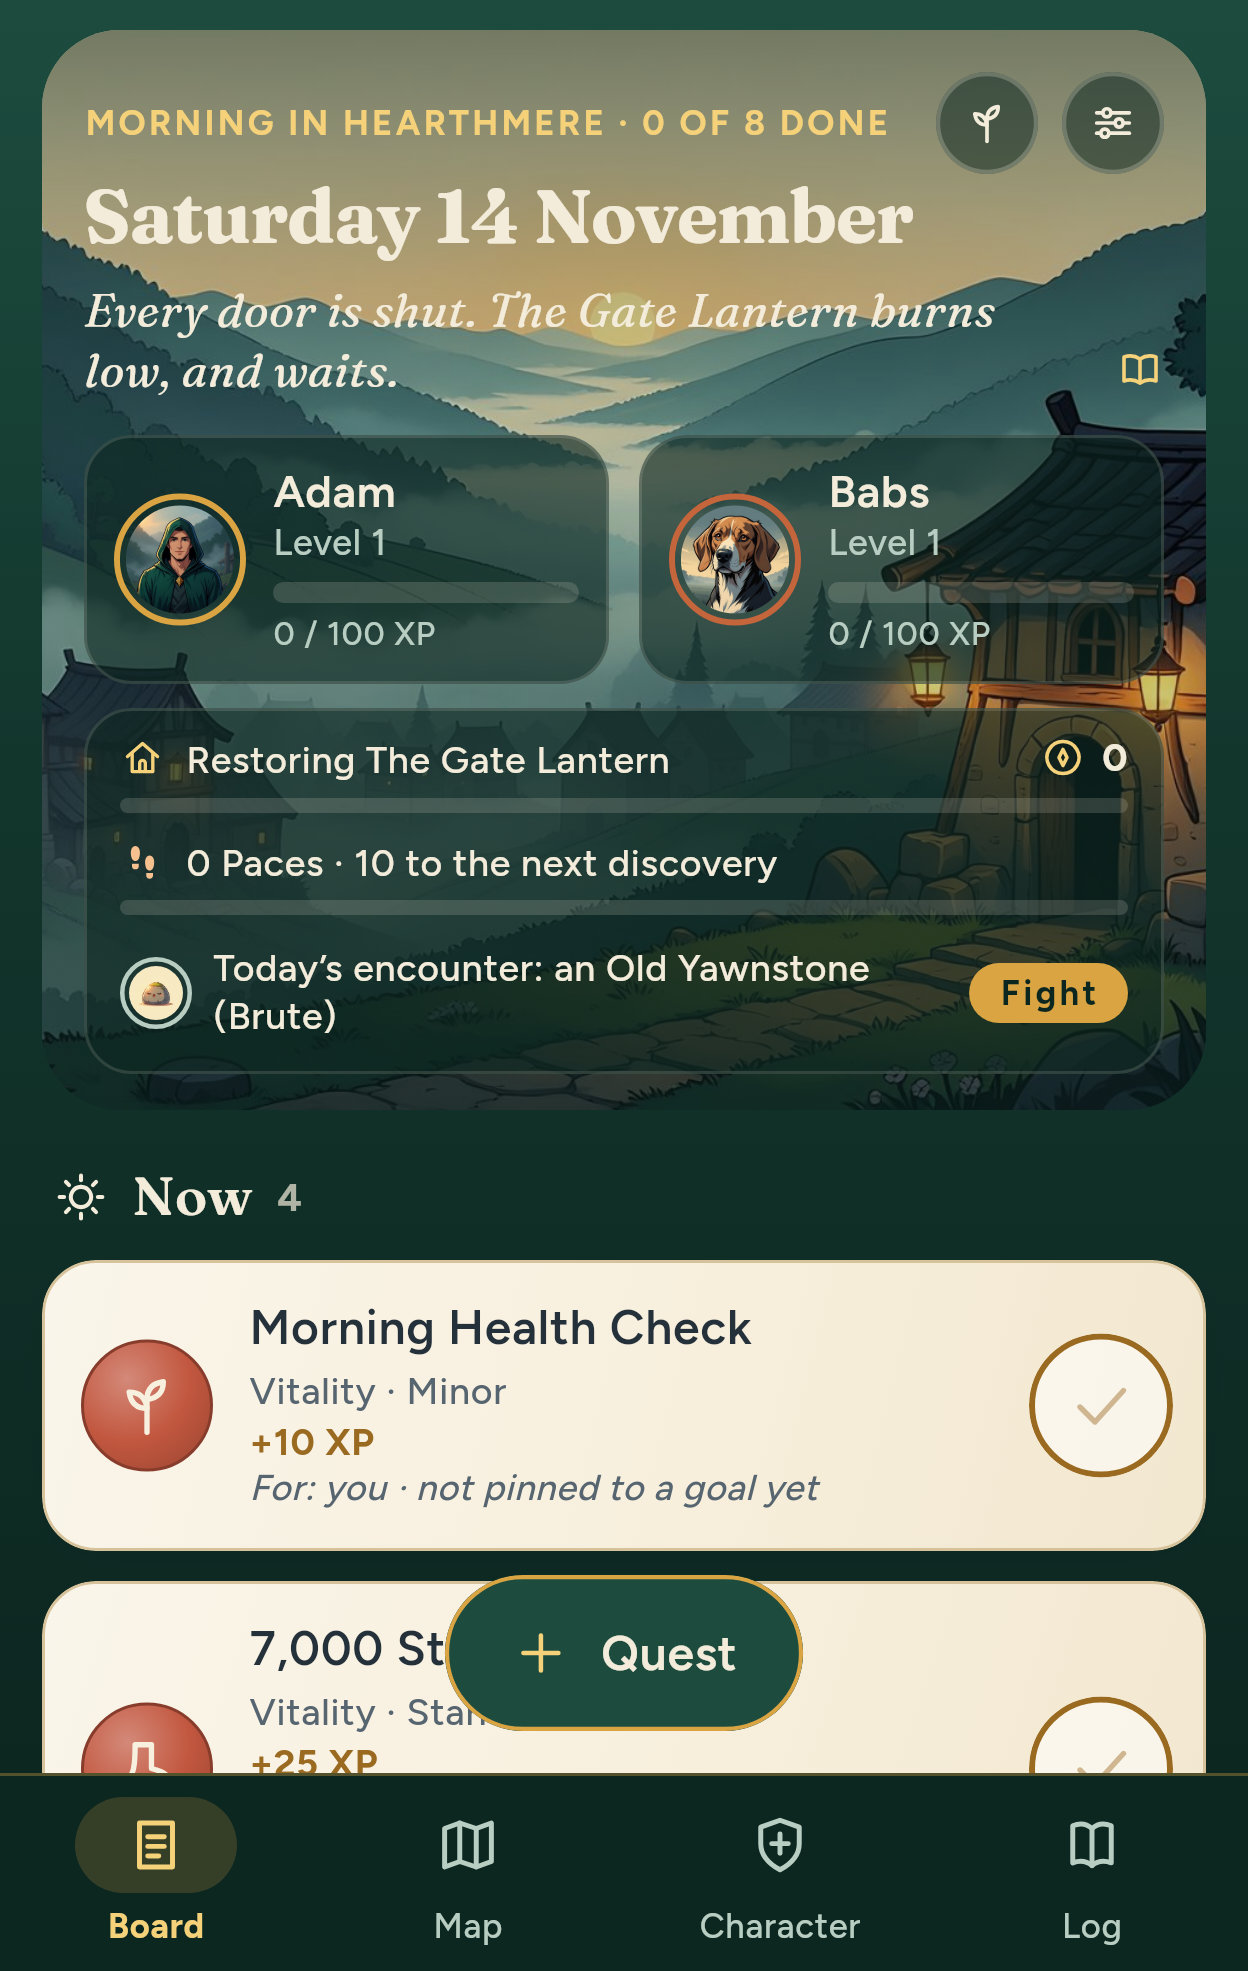 MORNING IN HEARTHMERE · 0 OF 8 DONE
Saturday 14 November
Every door is shut. The Gate Lantern burns
low, and waits.
Adam
Level 1
0 / 100 XP
Babs
Level 1
0 / 100 XP
Restoring The Gate Lantern
0
0 Paces · 10 to the next discovery
Today's encounter: an Old Yawnstone
(Brute)
Fight
Now 4
Morning Health Check
Vitality · Minor
+10 XP
For: you · not pinned to a goal yet
7,000
Vitality ·
+25 XP
Quest
Board
Map
Character
Log